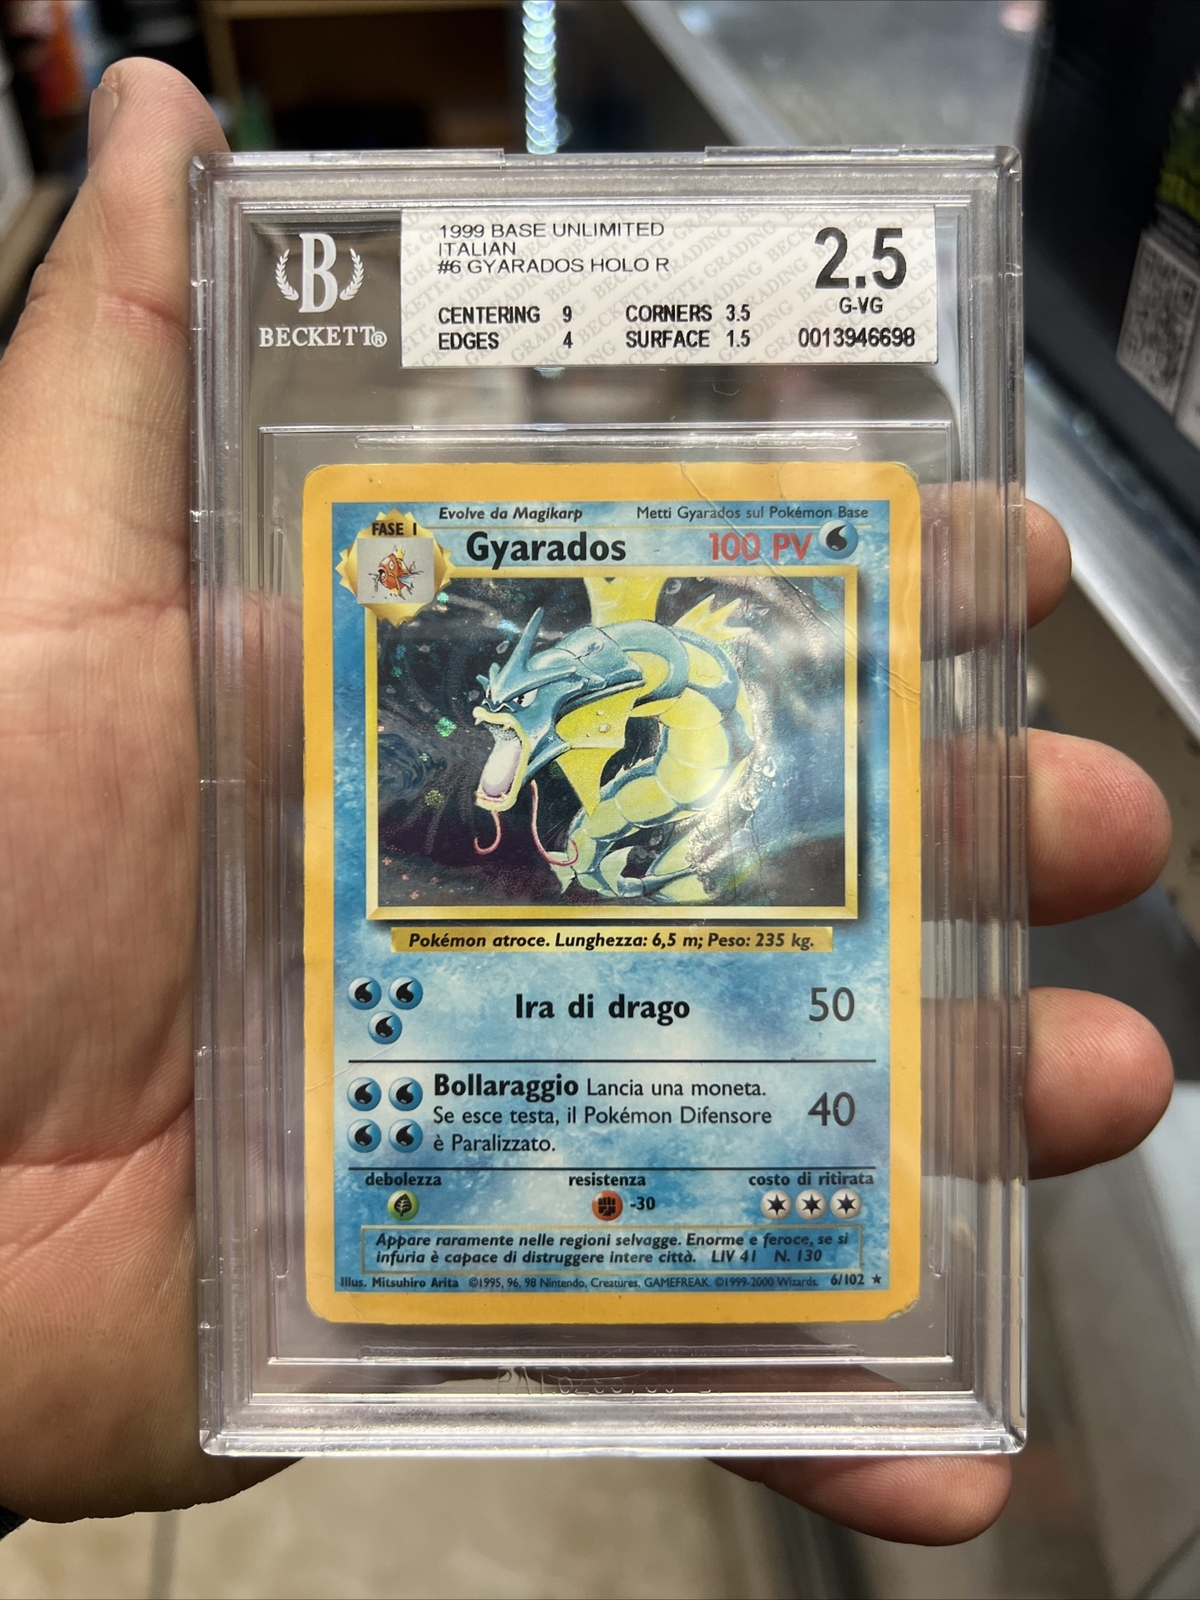 1999 BASE UNLIMITED
ITALIAN
#6 GYARADOS HOLO R
2.5
G-VG
CENTERING 9 CORNERS 3.5
EDGES 4 SURFACE 1.5 0013946698
B
BECKETT®
Evolve da Magikarp Metti Gyarados sul Pokémon Base
FASE 1
Gyarados 100 PV
Pokémon atroce. Lunghezza: 6,5 m; Peso: 235 kg.
Ira di drago 50
Bollaraggio Lancia una moneta.
Se esce testa, il Pokémon Difensore 40
è Paralizzato.
debolezza resistenza costo di ritirata
-30
Appare raramente nelle regioni selvagge. Enorme e feroce, se si
infuria è capace di distruggere intere città. LIV 41 N. 130
Illus. Mitsuhiro Arita ©1995, 96, 98 Nintendo, Creatures, GAMEFREAK. ©1999-2000 Wizards. 6/102 ★